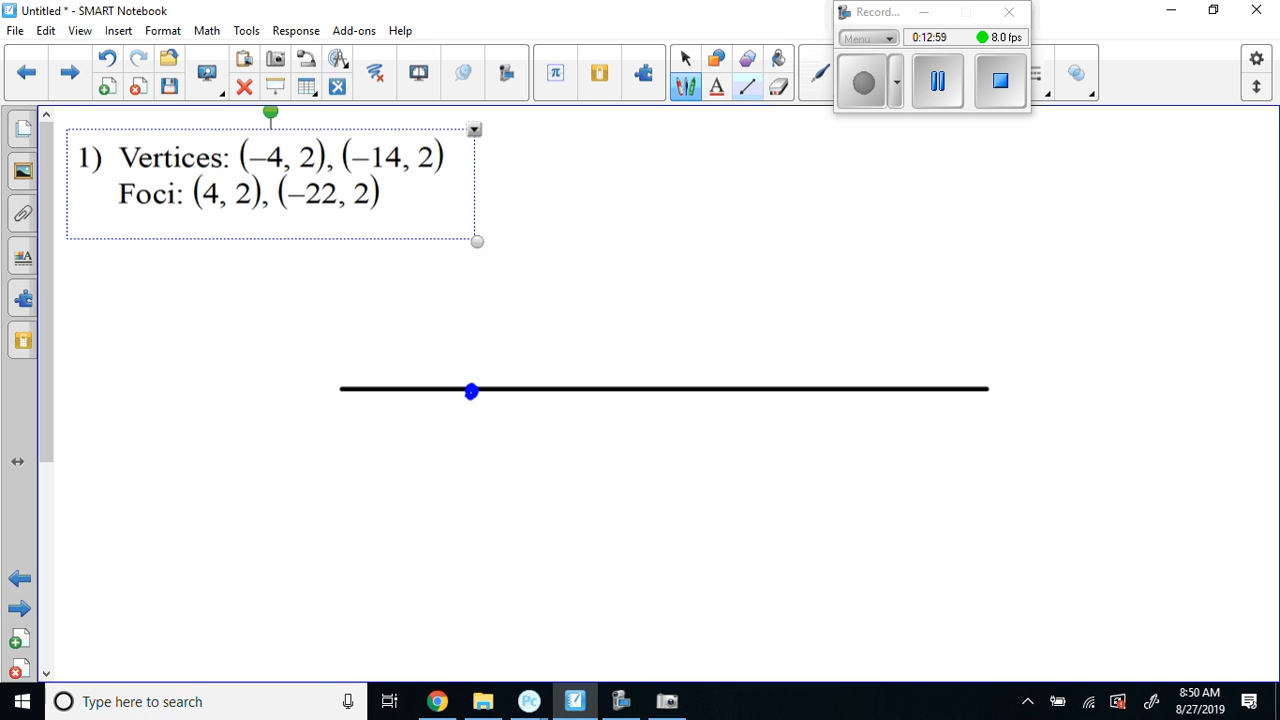 Untitled * - SMART Notebook
File Edit View Insert Format Math Tools Response Add-ons Help
Record...
Menu 0:12:59 8.0 fps
π
A
1) Vertices: (–4, 2), (–14, 2)
Foci: (4, 2), (–22, 2)
Type here to search
Pc
8:50 AM
8/27/2019